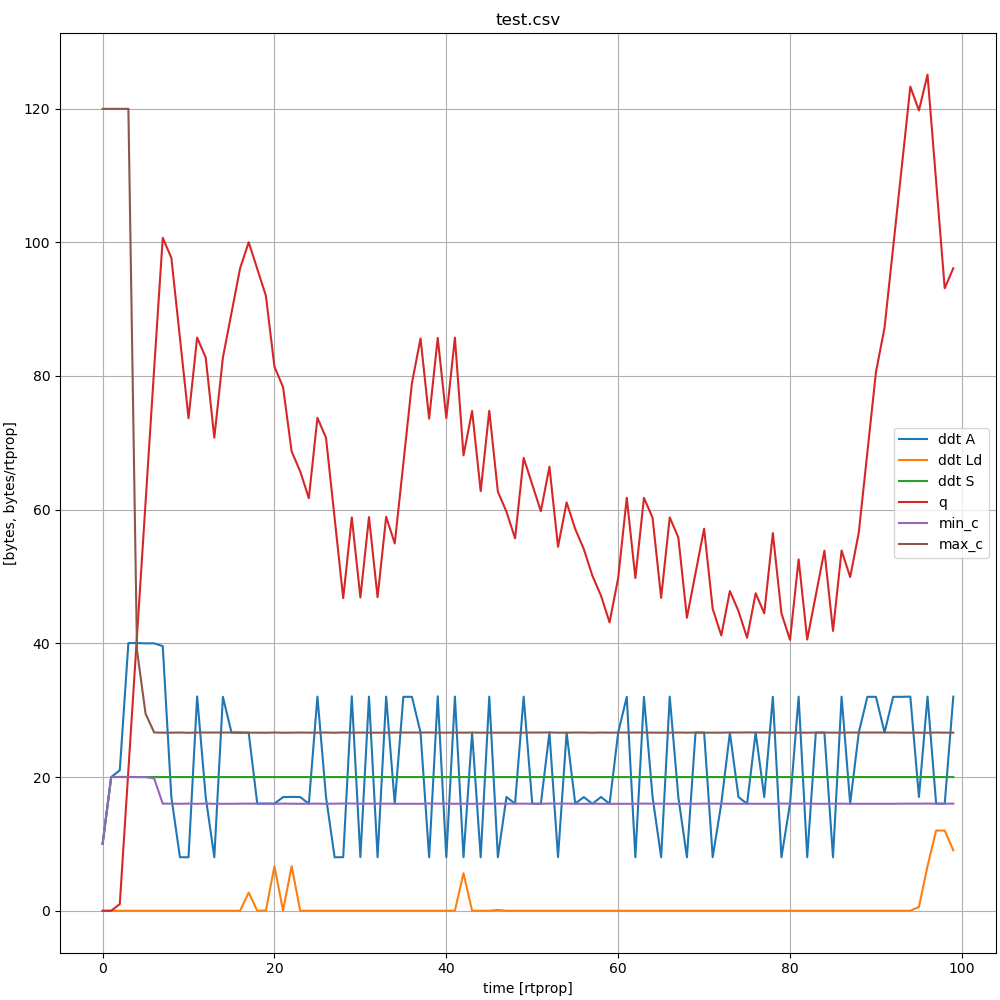 test.csv
[bytes, bytes/rtprop]
120
100
80
60
40
20
0
ddt A
ddt Ld
ddt S
q
min_c
max_c
0
20
40
60
80
100
time [rtprop]